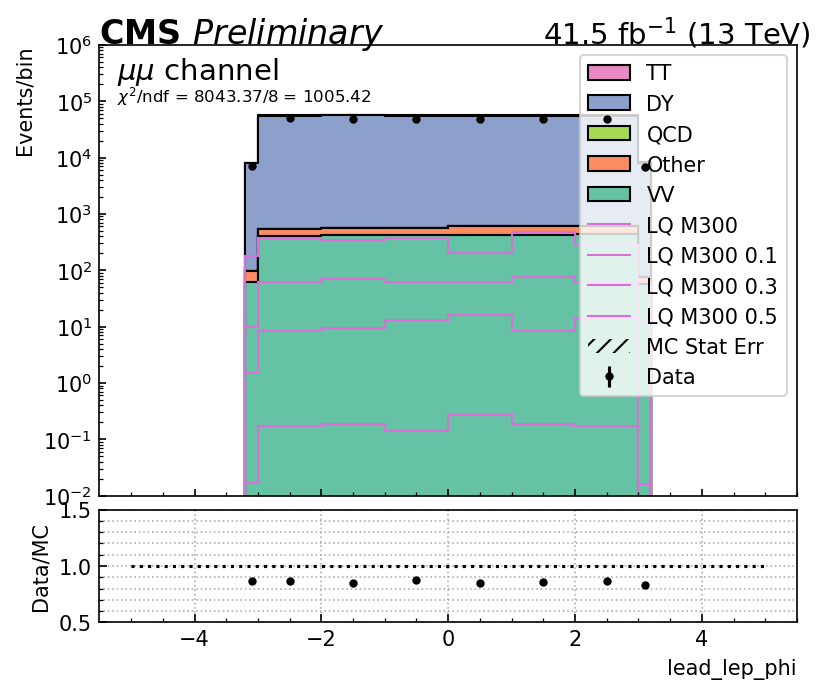 CMS Preliminary 41.5 fb⁻¹ (13 TeV)
Events/bin
10⁶
10⁵
10⁴
10³
10²
10¹
10⁰
10⁻¹
10⁻²
μμ channel
χ²/ndf = 8043.37/8 = 1005.42
TT
DY
QCD
Other
VV
LQ M300
LQ M300 0.1
LQ M300 0.3
LQ M300 0.5
MC Stat Err
Data
Data/MC
1.5
1.0
0.5
−4 −2 0 2 4
lead_lep_phi